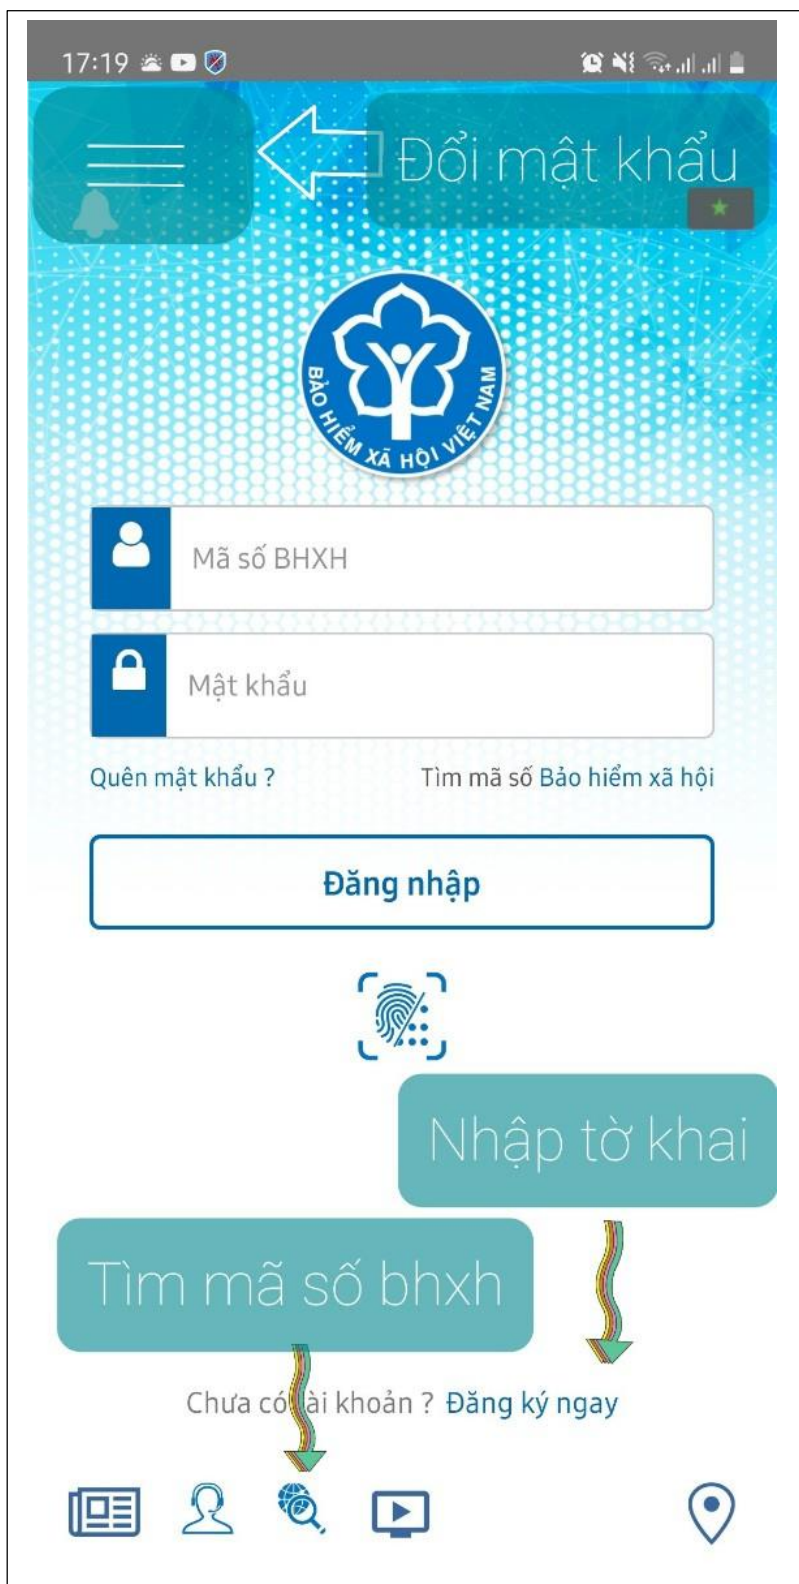 17:19
Đổi mật khẩu
BẢO HIỂM XÃ HỘI VIỆT NAM
Mã số BHXH
Mật khẩu
Quên mật khẩu ? Tìm mã số Bảo hiểm xã hội
Đăng nhập
Nhập tờ khai
Tìm mã số bhxh
Chưa có tài khoản ? Đăng ký ngay